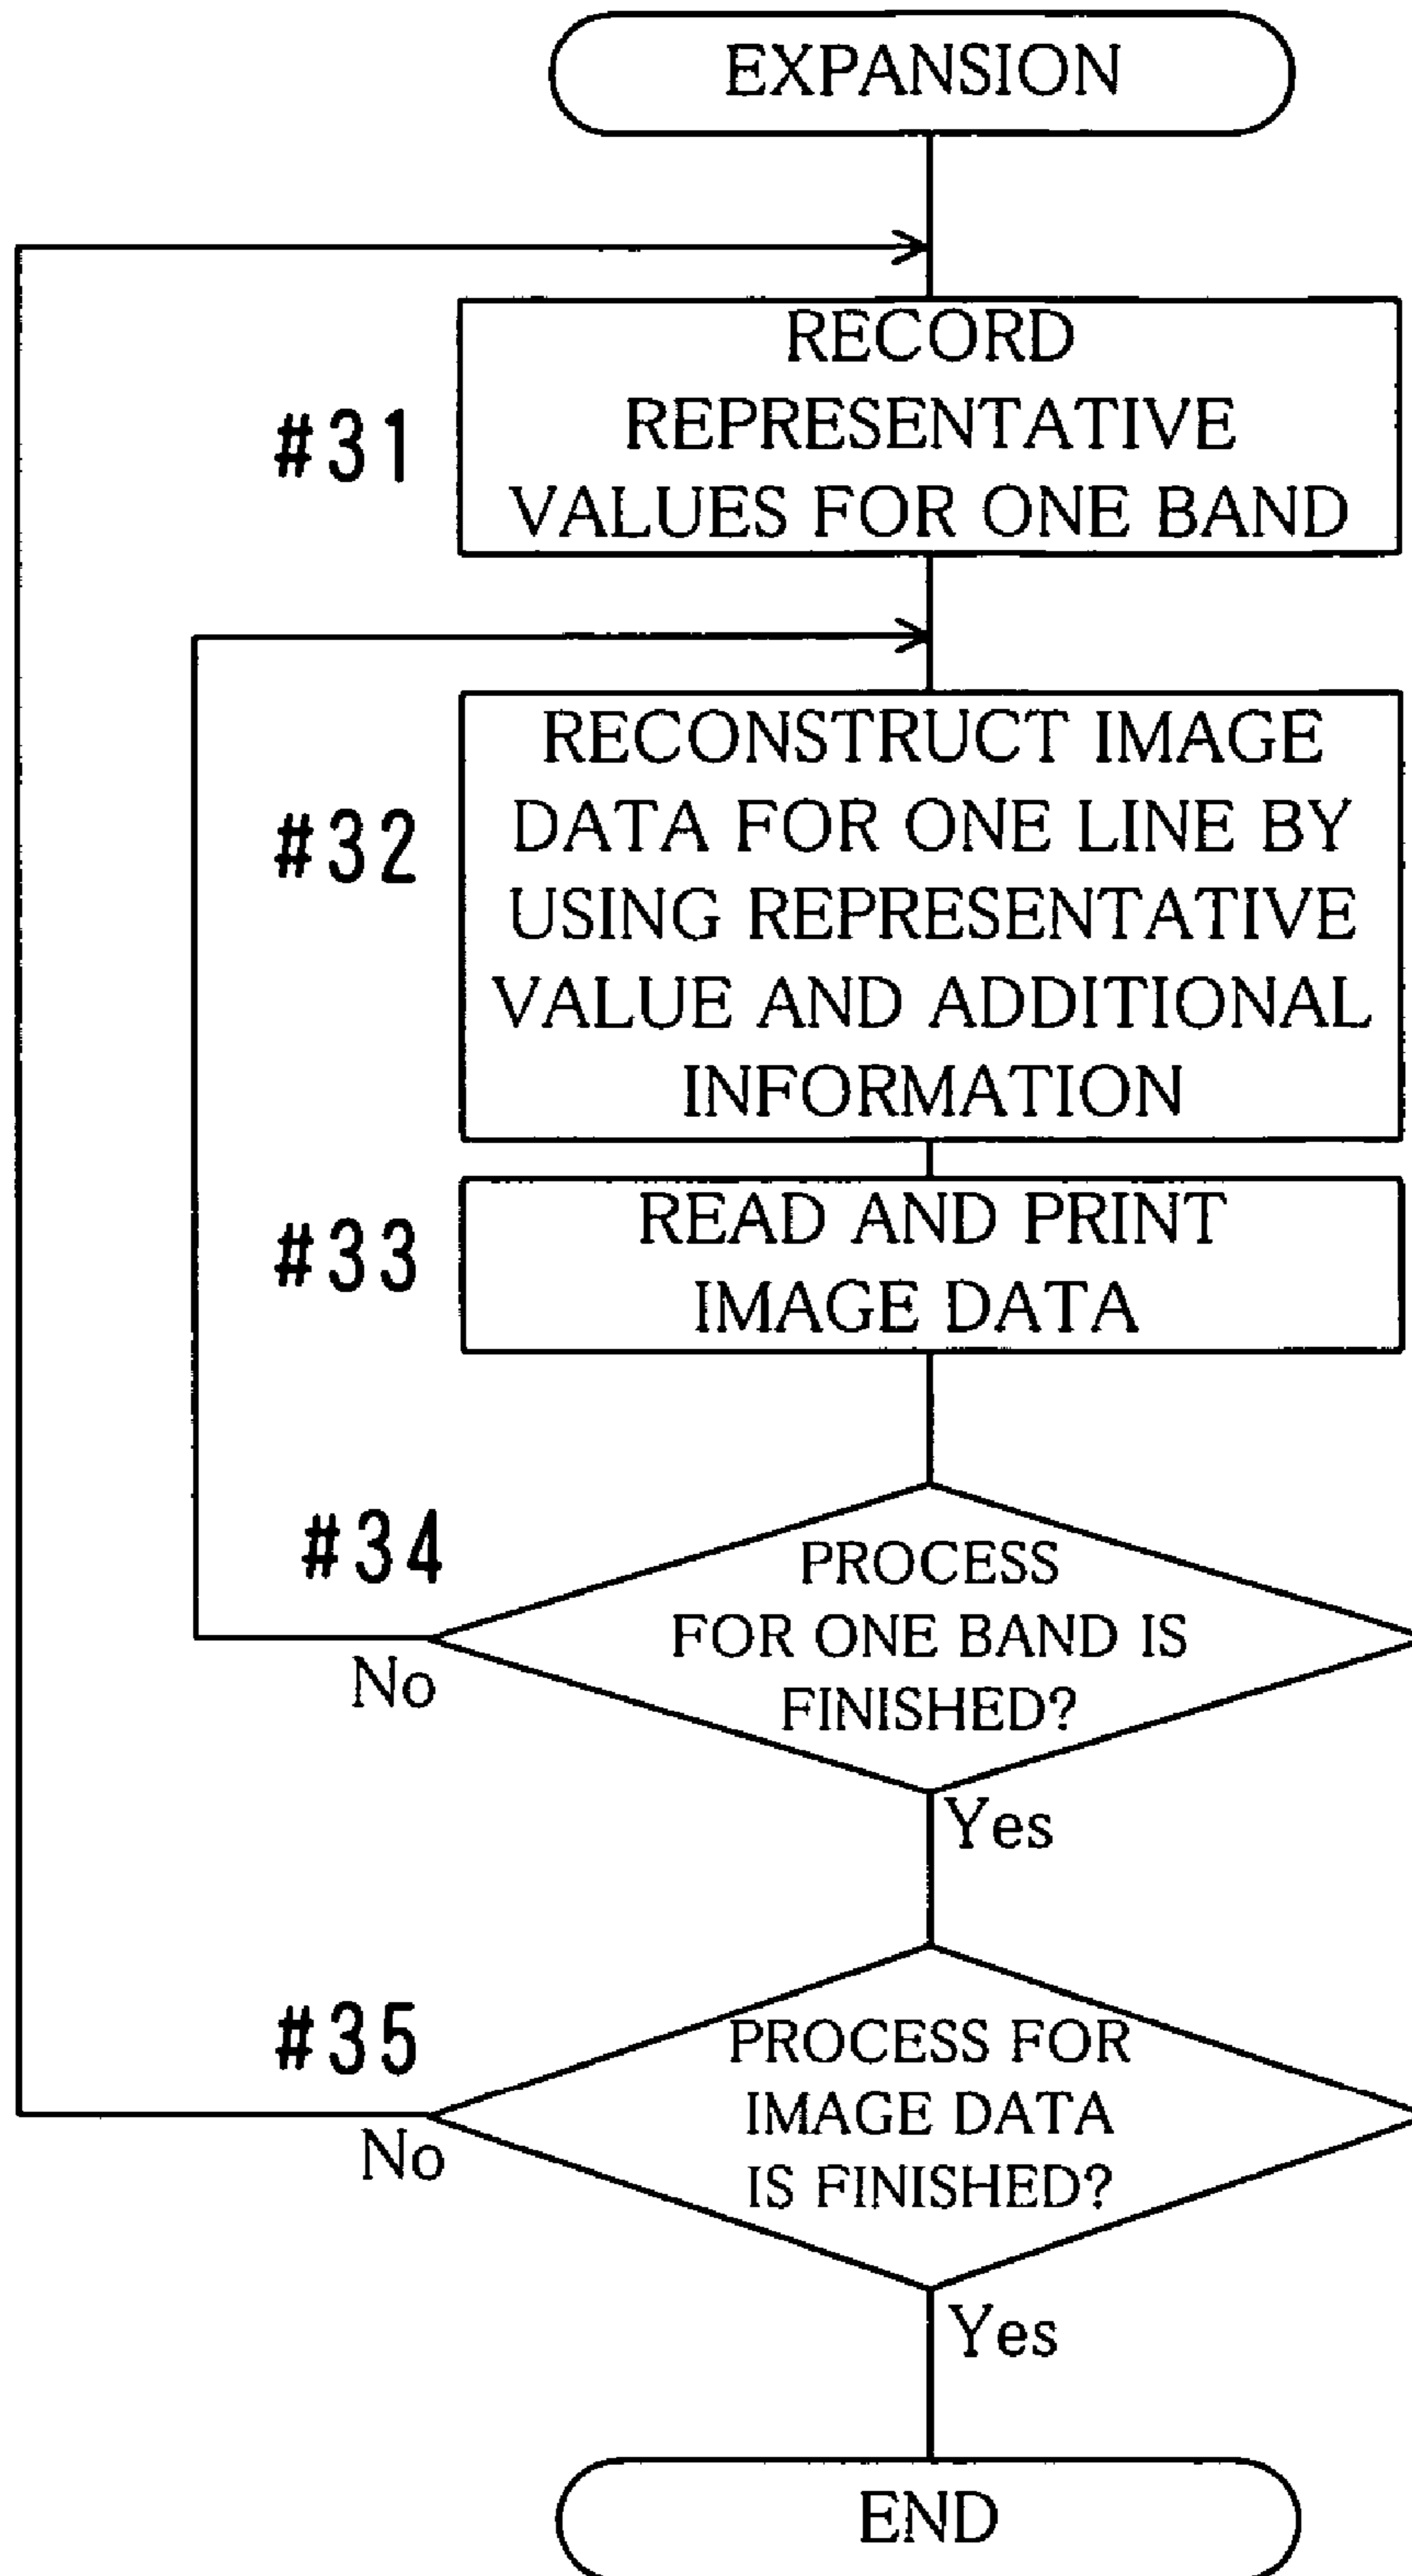 EXPANSION
#31
RECORD
REPRESENTATIVE
VALUES FOR ONE BAND
#32
RECONSTRUCT IMAGE
DATA FOR ONE LINE BY
USING REPRESENTATIVE
VALUE AND ADDITIONAL
INFORMATION
#33
READ AND PRINT
IMAGE DATA
#34
PROCESS
FOR ONE BAND IS
FINISHED?
No
Yes
#35
PROCESS FOR
IMAGE DATA
IS FINISHED?
No
Yes
END